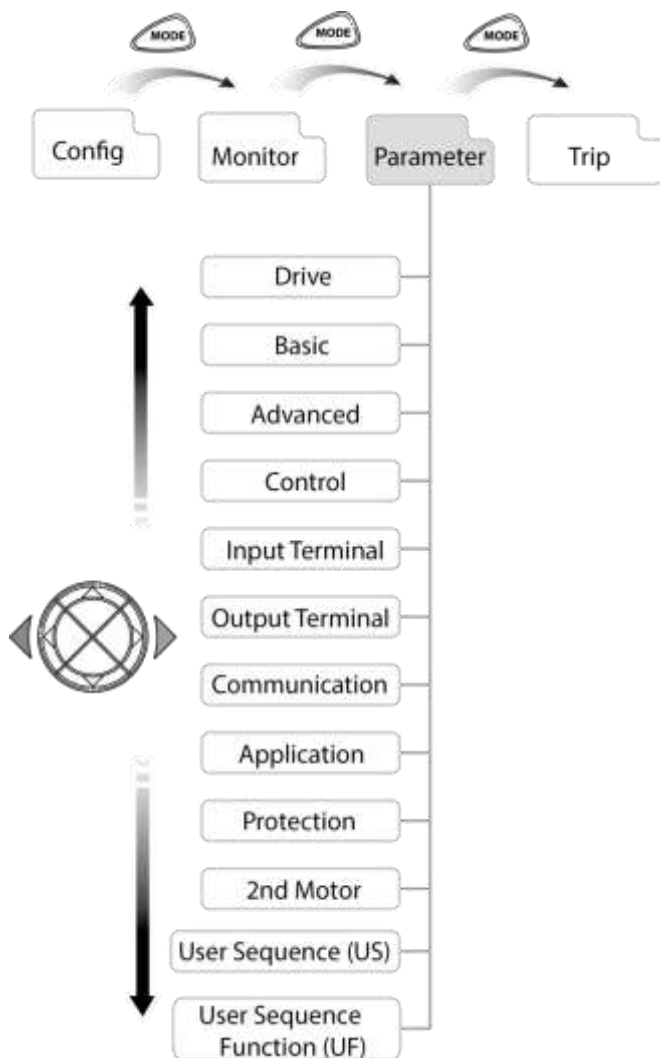 MODE
MODE
MODE
Config
Monitor
Parameter
Trip
Drive
Basic
Advanced
Control
Input Terminal
Output Terminal
Communication
Application
Protection
2nd Motor
User Sequence (US)
User Sequence
Function (UF)